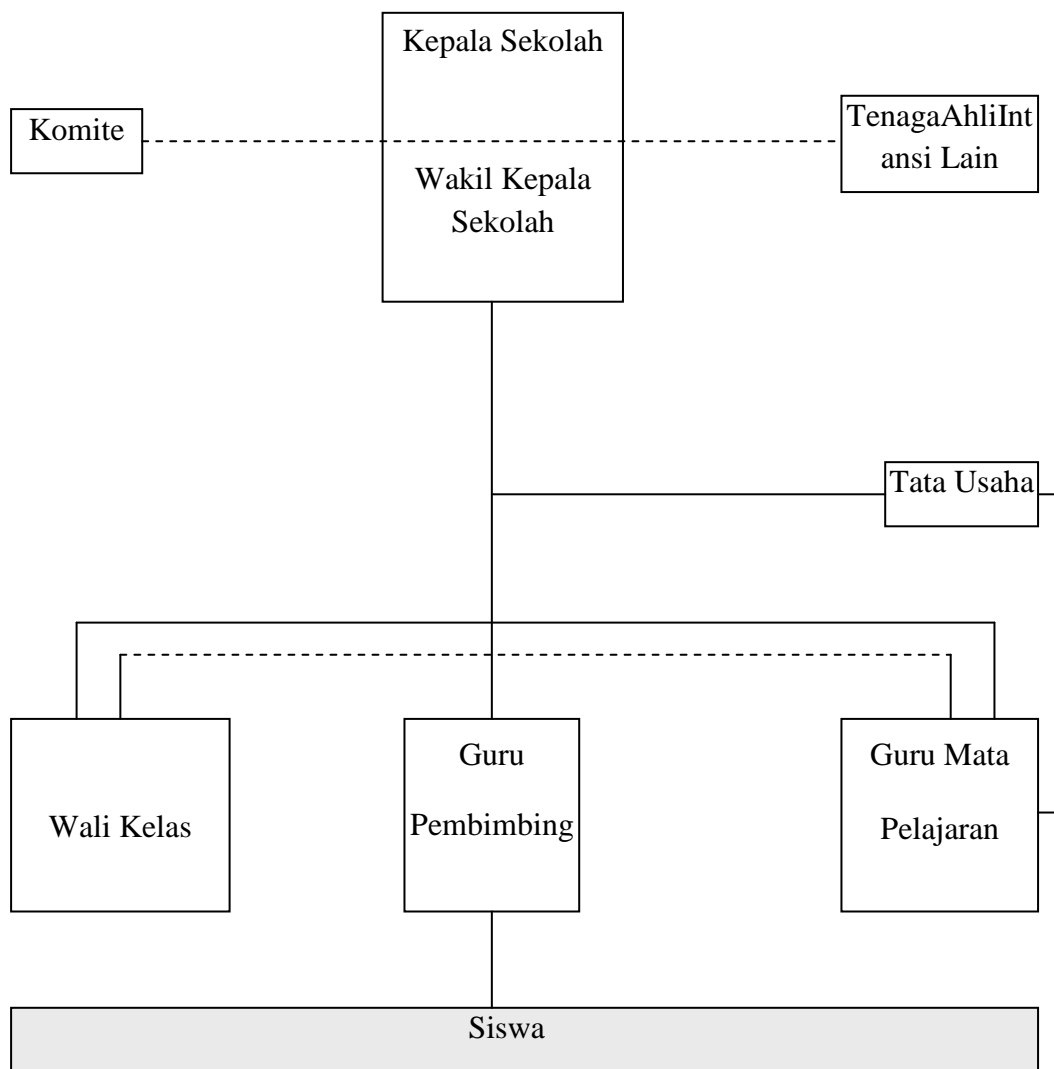 Kepala Sekolah
Komite
TenagaAhliInt
ansi Lain
Wakil Kepala
Sekolah
Tata Usaha
Wali Kelas
Guru
Pembimbing
Guru Mata
Pelajaran
Siswa